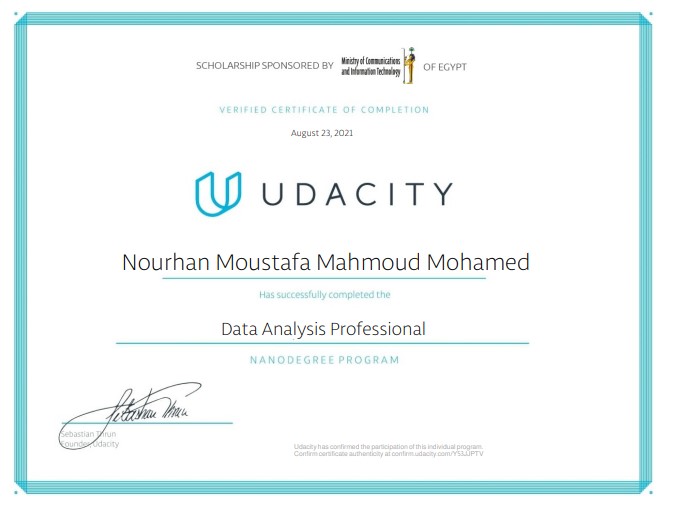 SCHOLARSHIP SPONSORED BY Ministry of Communications and Information Technology OF EGYPT
VERIFIED CERTIFICATE OF COMPLETION
August 23, 2021
UDACITY
Nourhan Moustafa Mahmoud Mohamed
Has successfully completed the
Data Analysis Professional
NANODEGREE PROGRAM
Sebastian Thrun
Sebastian Thrun
Founder, Udacity
Udacity has confirmed the participation of this individual program.
Confirm certificate authenticity at confirm.udacity.com/